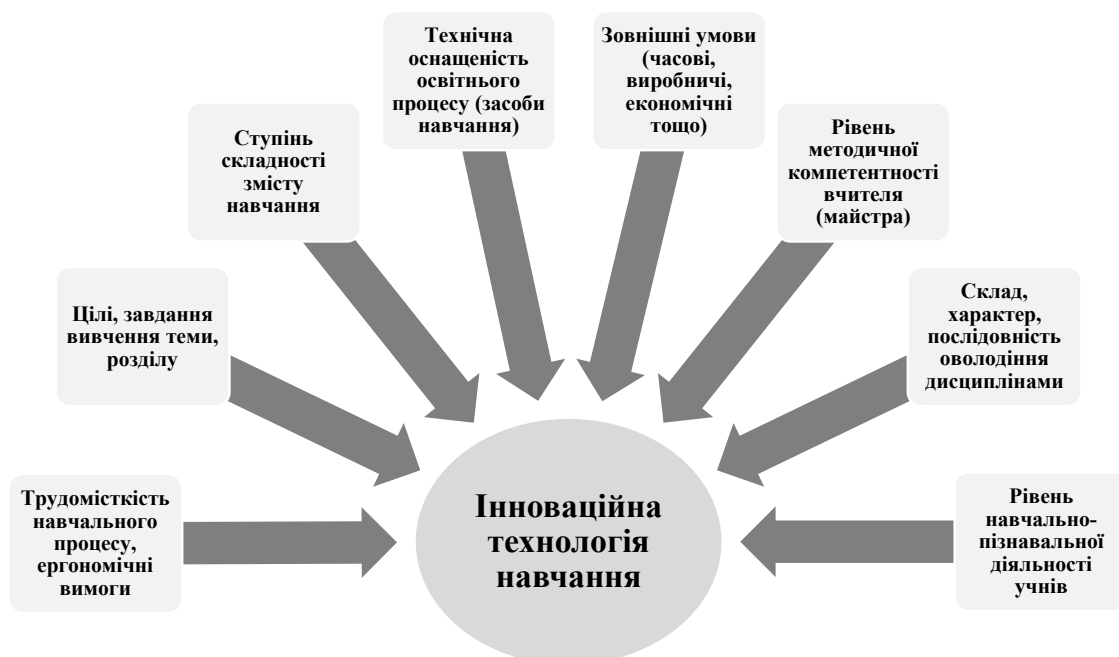 Трудомісткість
навчального
процесу,
ергономічні
вимоги
Цілі, завдання
вивчення теми,
розділу
Ступінь
складності
змісту
навчання
Технічна
оснащеність
освітнього
процесу (засоби
навчання)
Зовнішні умови
(часові,
виробничі,
економічні
тощо)
Рівень
методичної
компетентності
вчителя
(майстра)
Склад,
характер,
послідовність
оволодіння
дисциплінами
Рівень
навчально-
пізнавальної
діяльності
учнів
Інноваційна
технологія
навчання